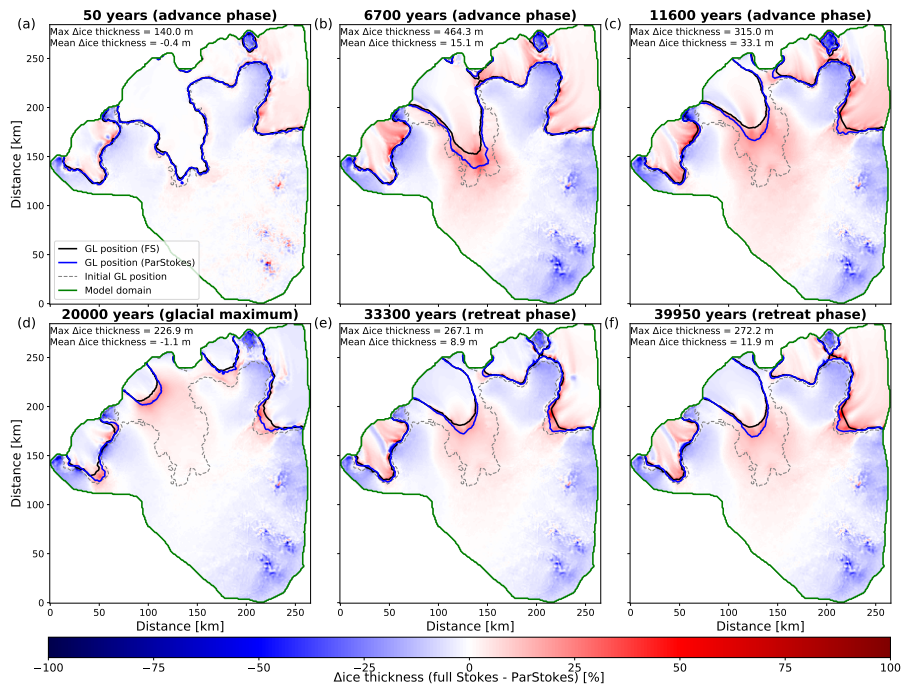 (a) 50 years (advance phase)
Max Δice thickness = 140.0 m
Mean Δice thickness = -0.4 m
(b) 6700 years (advance phase)
Max Δice thickness = 464.3 m
Mean Δice thickness = 15.1 m
(c) 11600 years (advance phase)
Max Δice thickness = 315.0 m
Mean Δice thickness = 33.1 m
Distance [km]
250
200
150
100
50
0
GL position (FS)
GL position (ParStokes)
Initial GL position
Model domain
(d) 20000 years (glacial maximum)
Max Δice thickness = 226.9 m
Mean Δice thickness = -1.1 m
(e) 33300 years (retreat phase)
Max Δice thickness = 267.1 m
Mean Δice thickness = 8.9 m
(f) 39950 years (retreat phase)
Max Δice thickness = 272.2 m
Mean Δice thickness = 11.9 m
Distance [km]
250
200
150
100
50
0
0 50 100 150 200 250
0 50 100 150 200 250
0 50 100 150 200 250
Distance [km] Distance [km] Distance [km]
−100 −75 −50 −25 0 25 50 75 100
Δice thickness (full Stokes - ParStokes) [%]